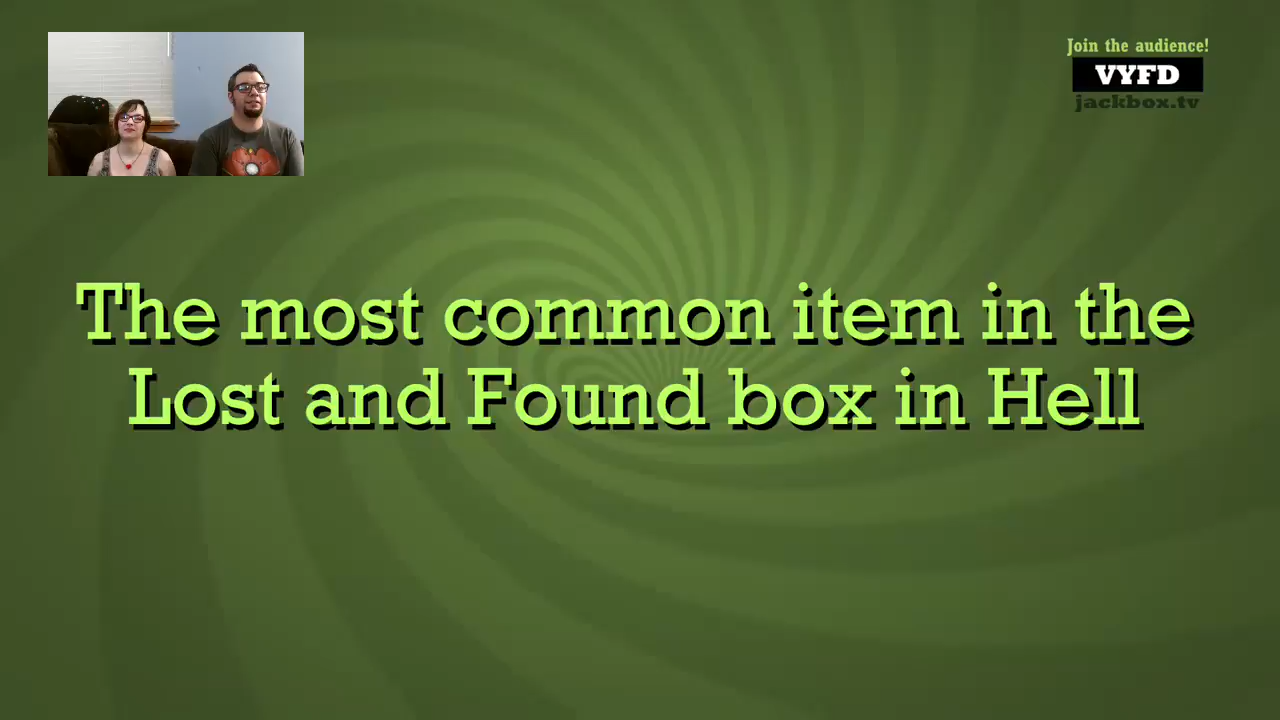 Join the audience!
VYFD
jackbox.tv
The most common item in the
Lost and Found box in Hell